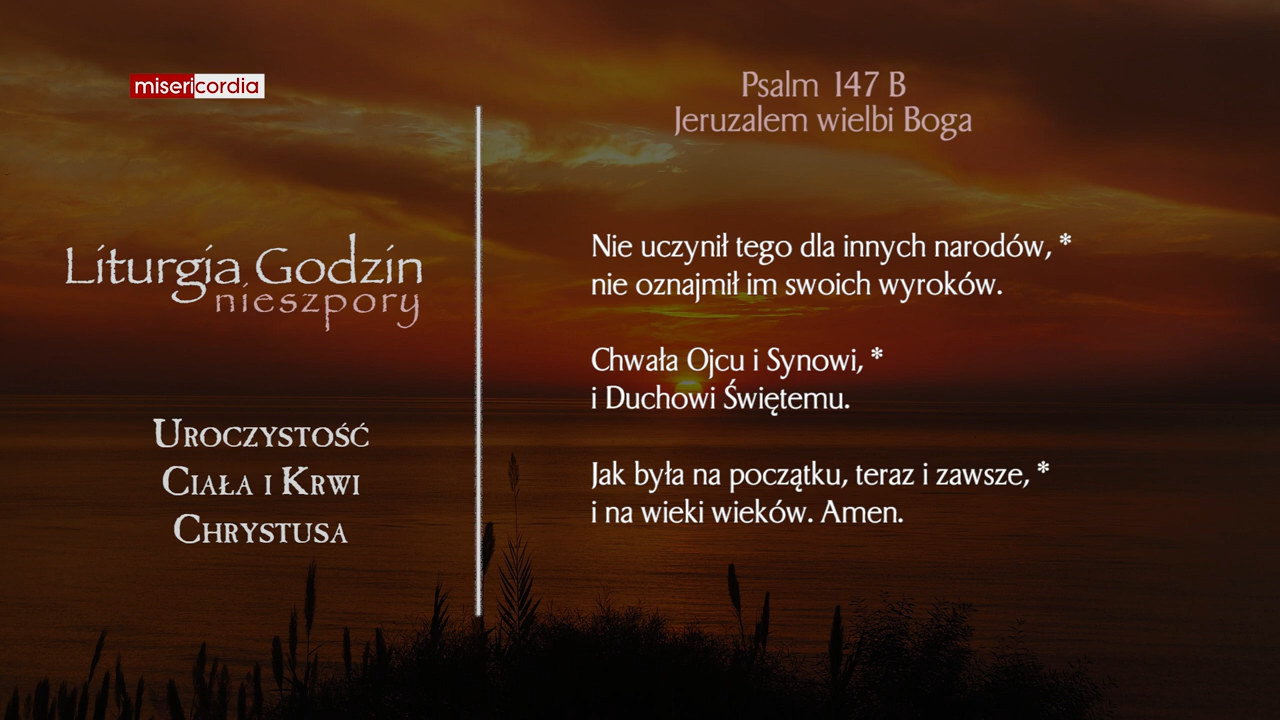 misericordia
Liturgia Godzin
nieszpory
Uroczystość
Ciała i Krwi
Chrystusa
Psalm 147 B
Jeruzalem wielbi Boga
Nie uczynił tego dla innych narodów, *
nie oznajmił im swoich wyroków.
Chwała Ojcu i Synowi, *
i Duchowi Świętemu.
Jak była na początku, teraz i zawsze, *
i na wieki wieków. Amen.